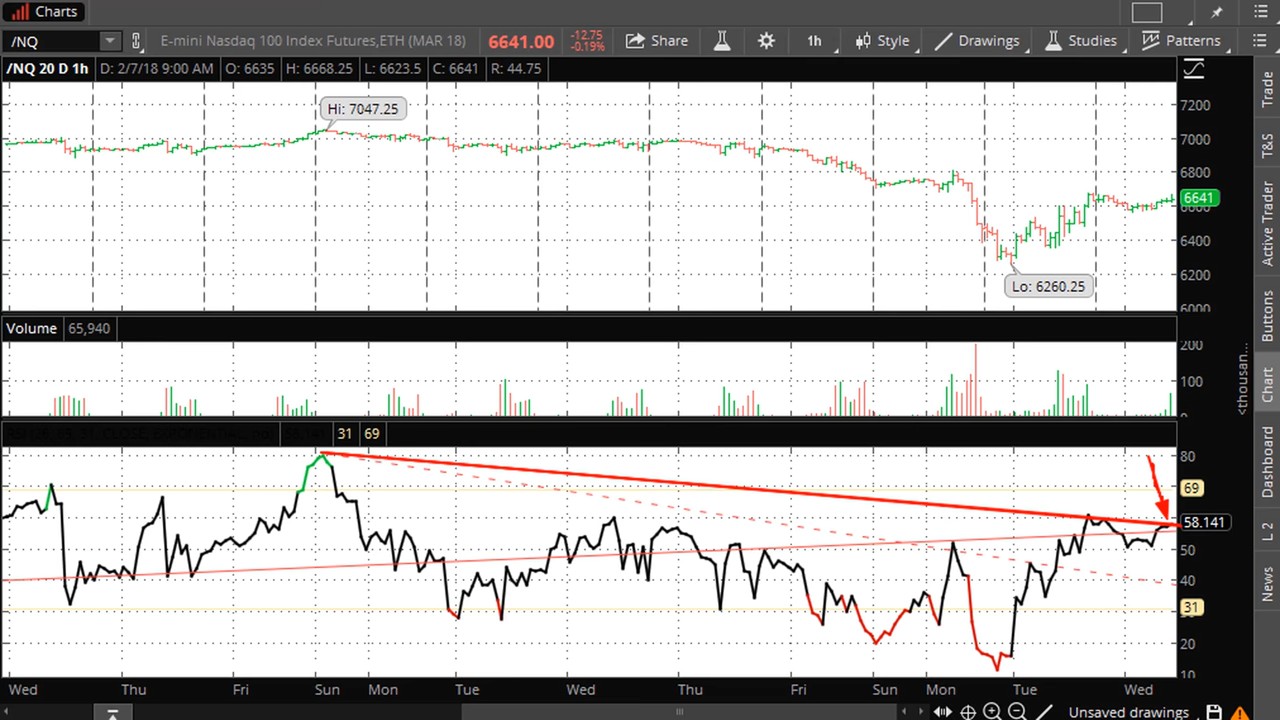 Charts
/NQ E-mini Nasdaq 100 Index Futures,ETH (MAR 18) 6641.00 -12.75 -0.19% Share 1h Style Drawings Studies Patterns
/NQ 20 D 1h D: 2/7/18 9:00 AM O: 6635 H: 6668.25 L: 6623.5 C: 6641 R: 44.75
Hi: 7047.25
7200
7000
6800
6641
6600
6400
6200
Lo: 6260.25
6000
Volume 65,940
200
100
0
<thousan...
31 69
80
69
58.141
50
40
31
20
10
Wed Thu Fri Sun Mon Tue Wed Thu Fri Sun Mon Tue Wed
Unsaved drawings
Trade
T&S
Active Trader
Buttons
Chart
Dashboard
L 2
News